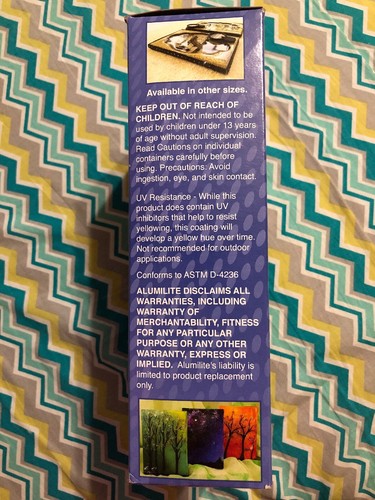 Available in other sizes.
KEEP OUT OF REACH OF
CHILDREN. Not intended to be
used by children under 13 years
of age without adult supervision.
Read Cautions on individual
containers carefully before
using. Precautions: Avoid
ingestion, eye, and skin contact.
UV Resistance - While this
product does contain UV
inhibitors that help to resist
yellowing, this coating will
develop a yellow hue over time.
Not recommended for outdoor
applications.
Conforms to ASTM D-4236
ALUMILITE DISCLAIMS ALL
WARRANTIES, INCLUDING
WARRANTY OF
MERCHANTABILITY, FITNESS
FOR ANY PARTICULAR
PURPOSE OR ANY OTHER
WARRANTY, EXPRESS OR
IMPLIED. Alumilite's liability is
limited to product replacement
only.